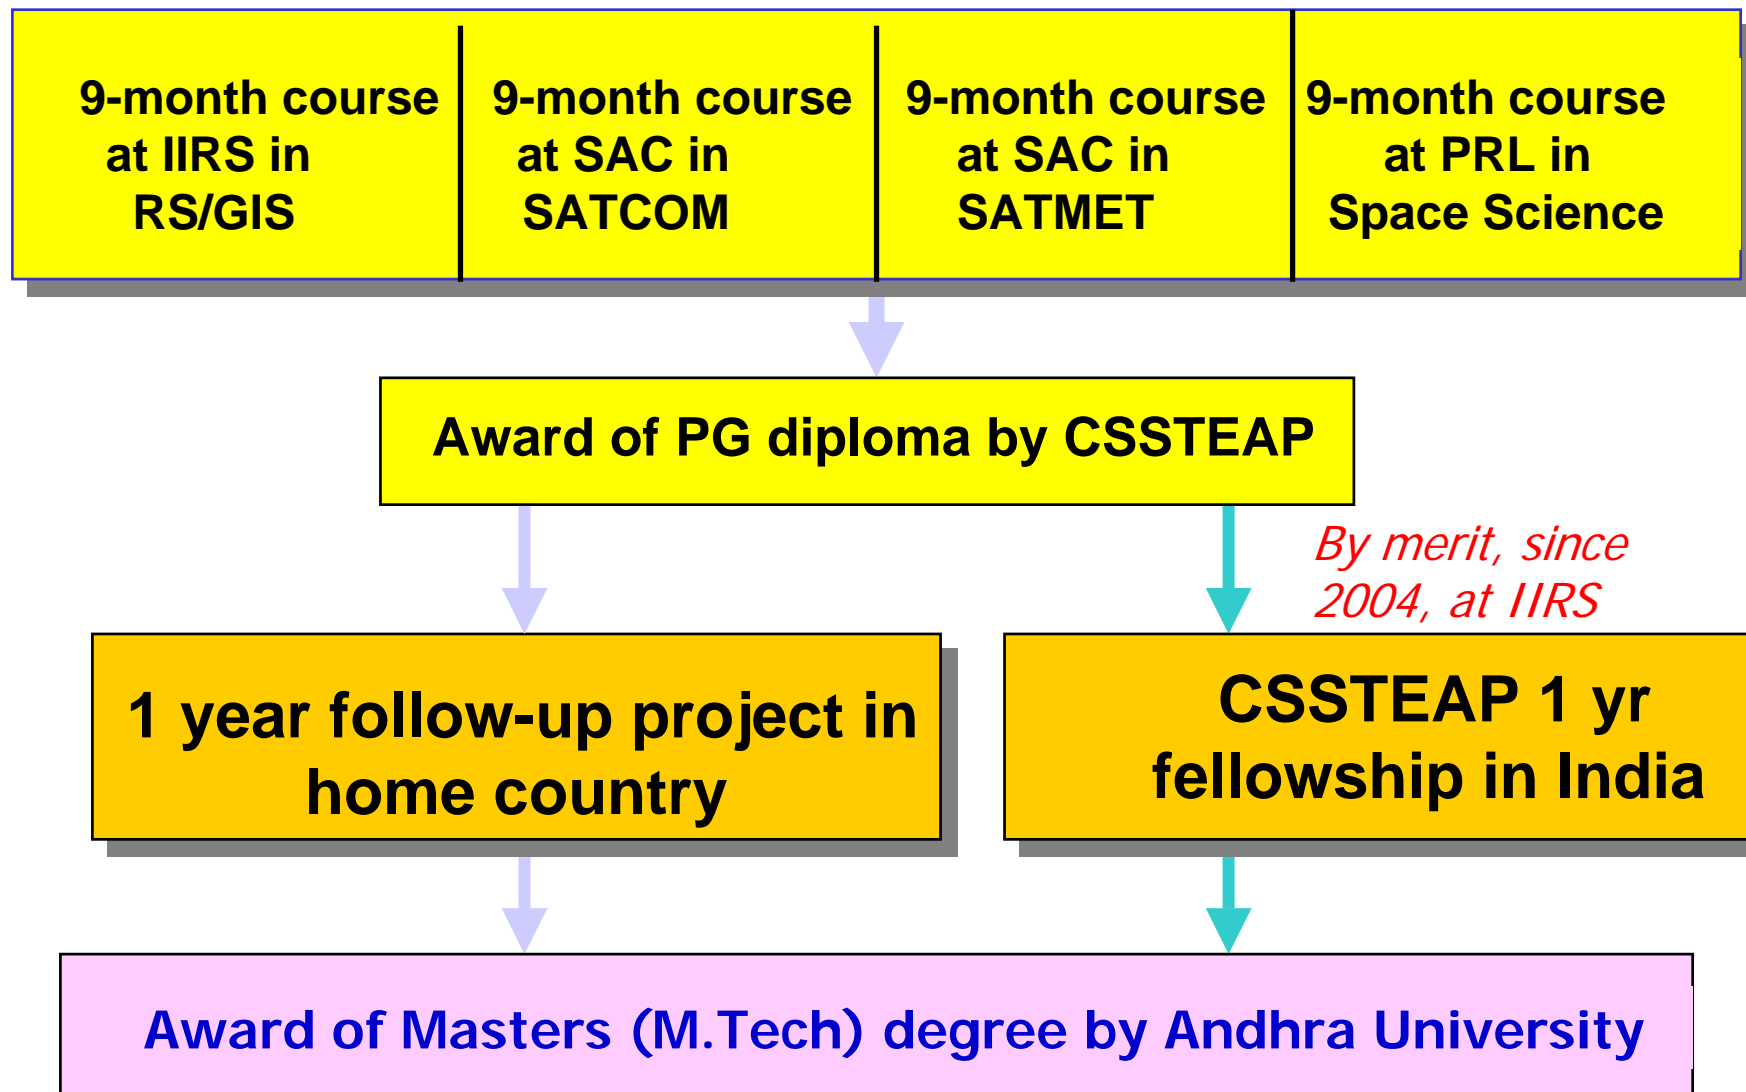 9-month course
at IIRS in
RS/GIS
9-month course
at SAC in
SATCOM
9-month course
at SAC in
SATMET
9-month course
at PRL in
Space Science
Award of PG diploma by CSSTEAP
By merit, since
2004, at IIRS
1 year follow-up project in
home country
CSSTEAP 1 yr
fellowship in India
Award of Masters (M.Tech) degree by Andhra University